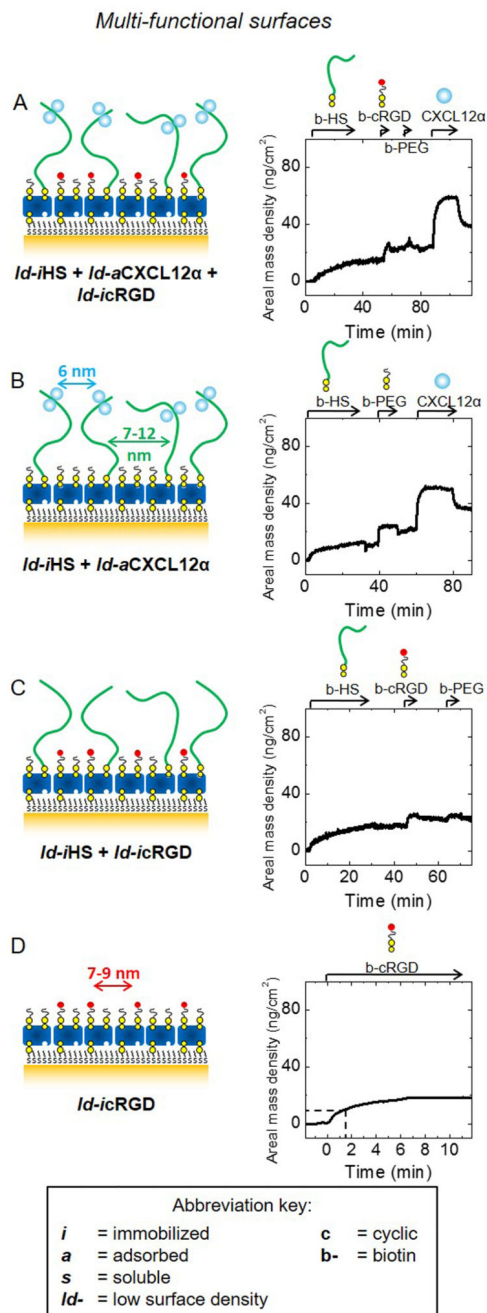 Multi-functional surfaces
A
b-HS b-cRGD CXCL12α
b-PEG
Areal mass density (ng/cm²)
80
40
0
0 40 80
Time (min)
ld-iHS + ld-aCXCL12α +
ld-icRGD
B
6 nm
7-12
nm
b-HS b-PEG CXCL12α
Areal mass density (ng/cm²)
80
40
0
0 40 80
Time (min)
ld-iHS + ld-aCXCL12α
C
b-HS b-cRGD b-PEG
Areal mass density (ng/cm²)
80
40
0
0 20 40 60
Time (min)
ld-iHS + ld-icRGD
D
7-9 nm
b-cRGD
Areal mass density (ng/cm²)
80
40
0
0 2 4 6 8 10
Time (min)
ld-icRGD
Abbreviation key:
i = immobilized c = cyclic
a = adsorbed b- = biotin
s = soluble
ld- = low surface density